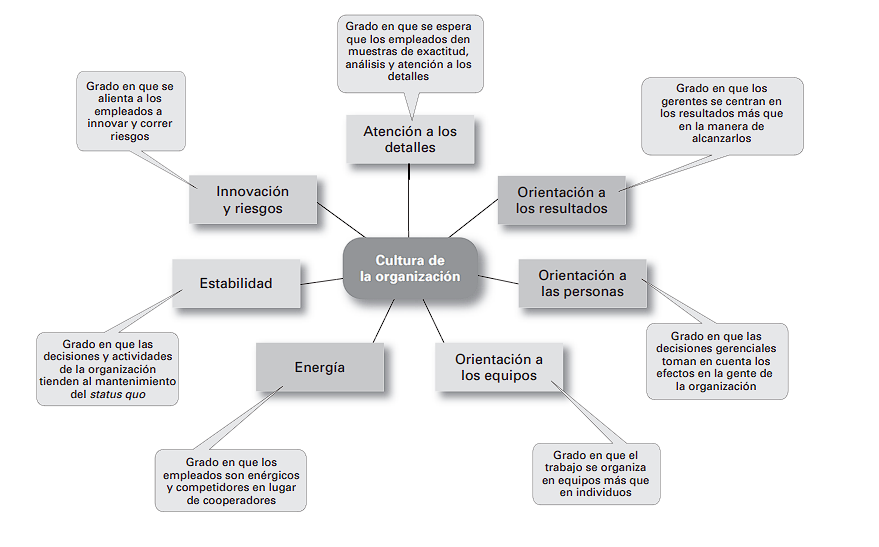 Grado en que se espera
que los empleados den
muestras de exactitud,
análisis y atención a los
detalles
Grado en que se
alienta a los
empleados a
innovar y correr
riesgos
Grado en que los
gerentes se centran en
los resultados más que
en la manera de
alcanzarlos
Atención a los
detalles
Innovación
y riesgos
Orientación a
los resultados
Cultura de
la organización
Estabilidad
Orientación a
las personas
Grado en que las
decisiones y actividades
de la organización
tienden al mantenimiento
del status quo
Energía
Orientación a
los equipos
Grado en que las
decisiones gerenciales
toman en cuenta los
efectos en la gente de
la organización
Grado en que los
empleados son enérgicos
y competidores en lugar
de cooperadores
Grado en que el
trabajo se organiza
en equipos más que
en individuos